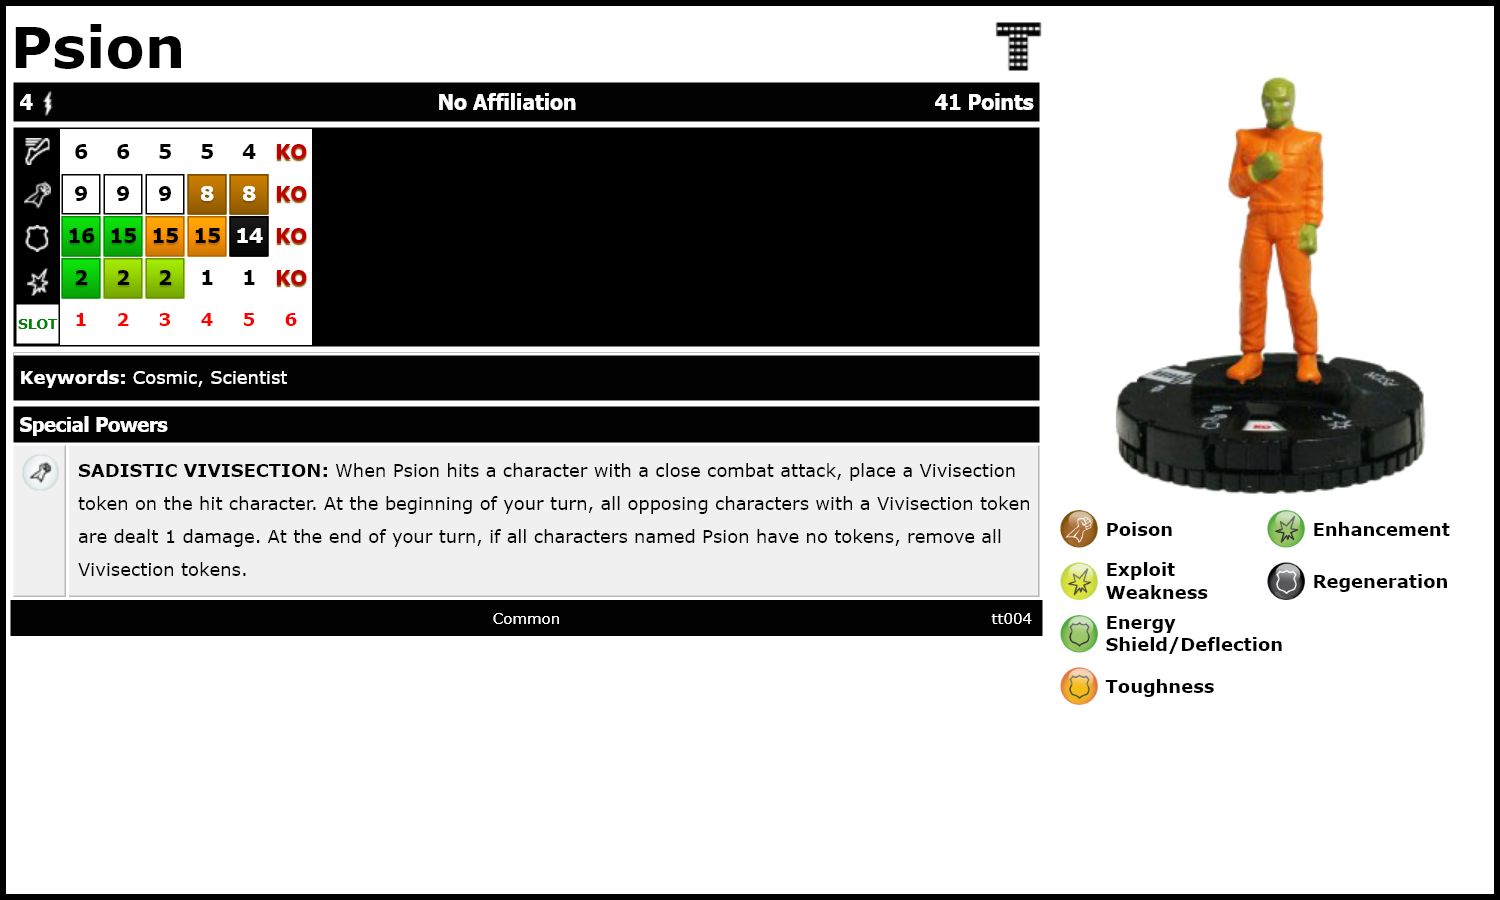 Psion
T
4 No Affiliation 41 Points
6 6 5 5 4 KO
9 9 9 8 8 KO
16 15 15 15 14 KO
2 2 2 1 1 KO
SLOT 1 2 3 4 5 6
Keywords: Cosmic, Scientist
Special Powers
SADISTIC VIVISECTION: When Psion hits a character with a close combat attack, place a Vivisection
token on the hit character. At the beginning of your turn, all opposing characters with a Vivisection token
are dealt 1 damage. At the end of your turn, if all characters named Psion have no tokens, remove all
Vivisection tokens.
Common tt004
PSION
KO
Poison
Enhancement
Exploit
Weakness
Regeneration
Energy
Shield/Deflection
Toughness